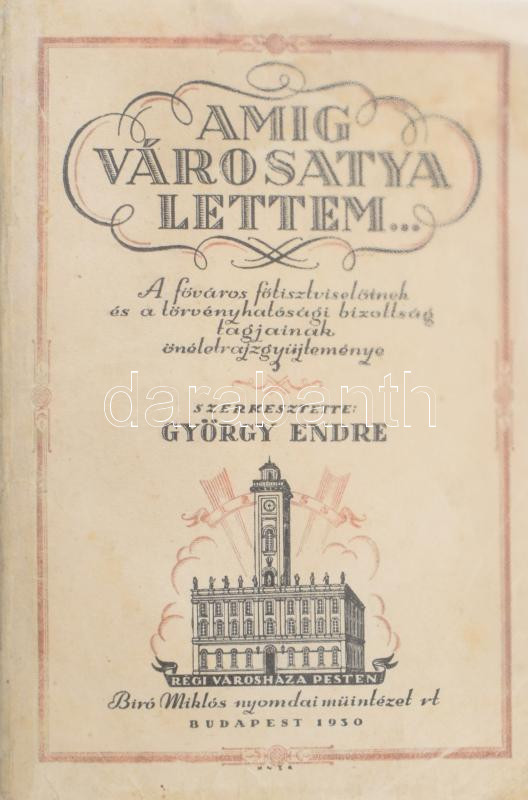 AMIG
VÁROSATYA
LETTEM...
A főváros főtisztviselőinek
és a törvényhatósági bizottság
tagjainak
önéletrajzgyűjteménye
darabanth
SZERKESZTETTE:
GYÖRGY ENDRE
RÉGI VÁROSHÁZA PESTEN
Biró Miklós nyomdai műintézet rt
BUDAPEST 1930